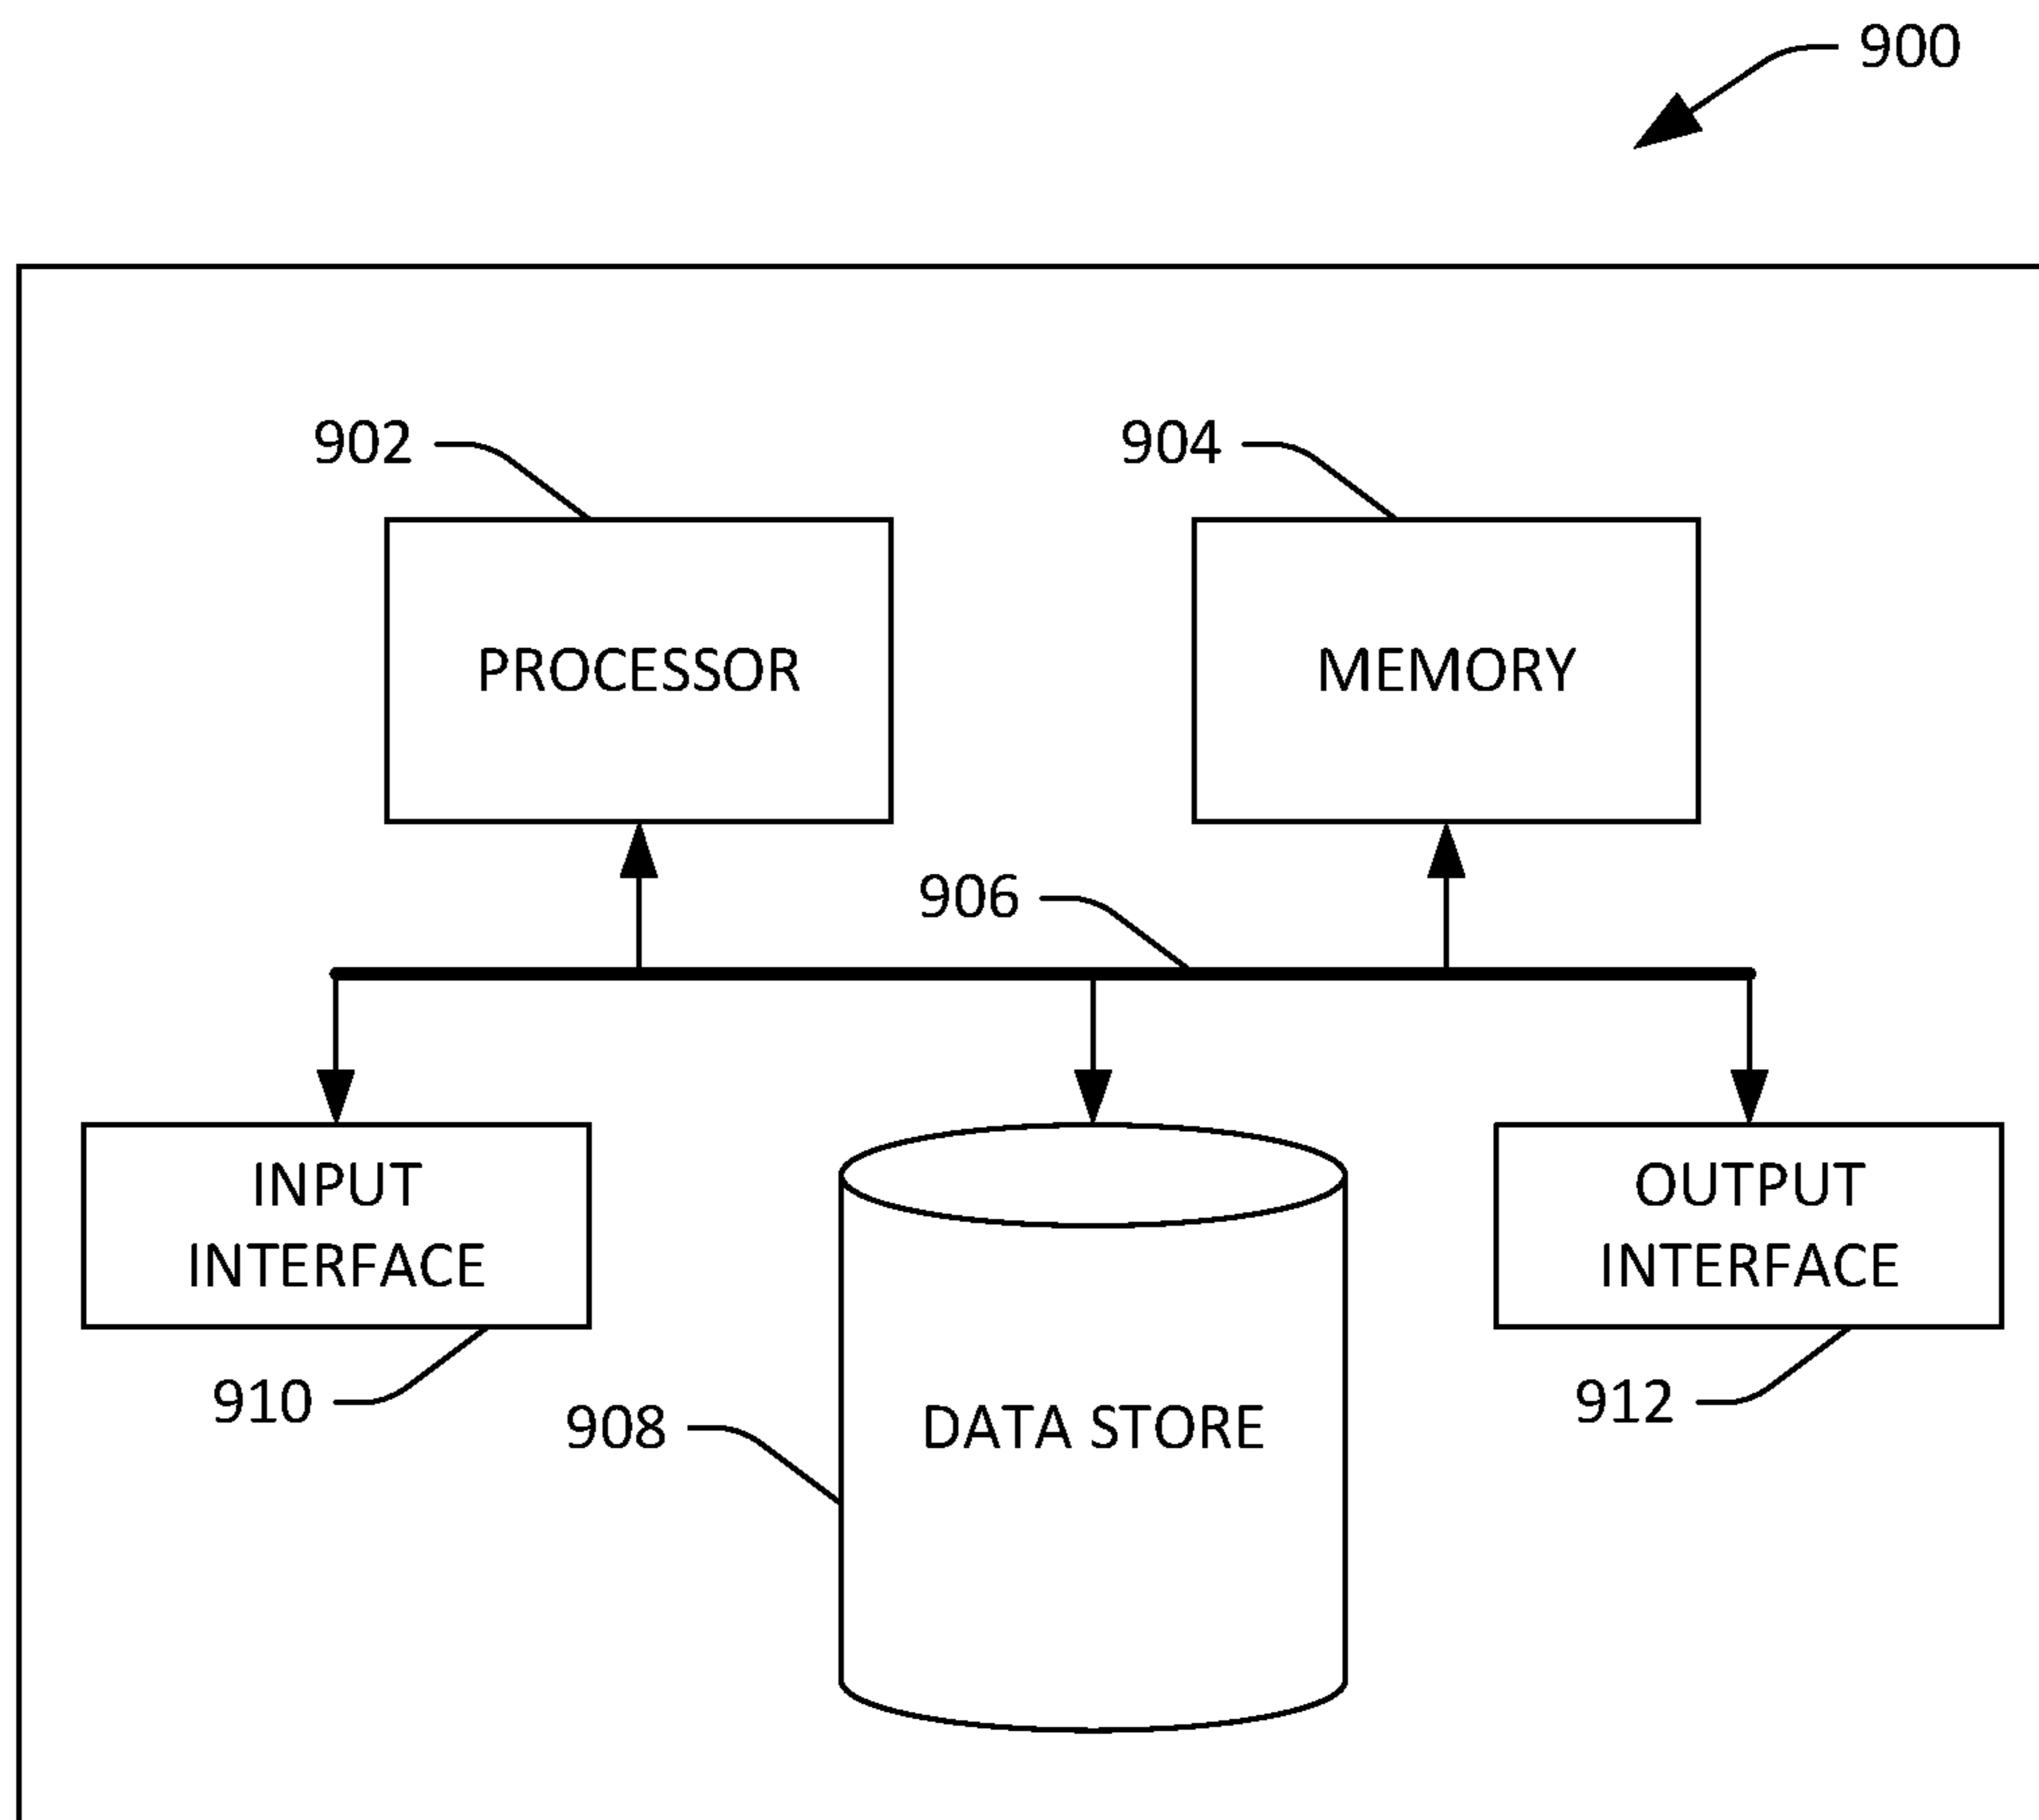 900
902
904
PROCESSOR
MEMORY
906
INPUT
INTERFACE
OUTPUT
INTERFACE
910
908
DATA STORE
912